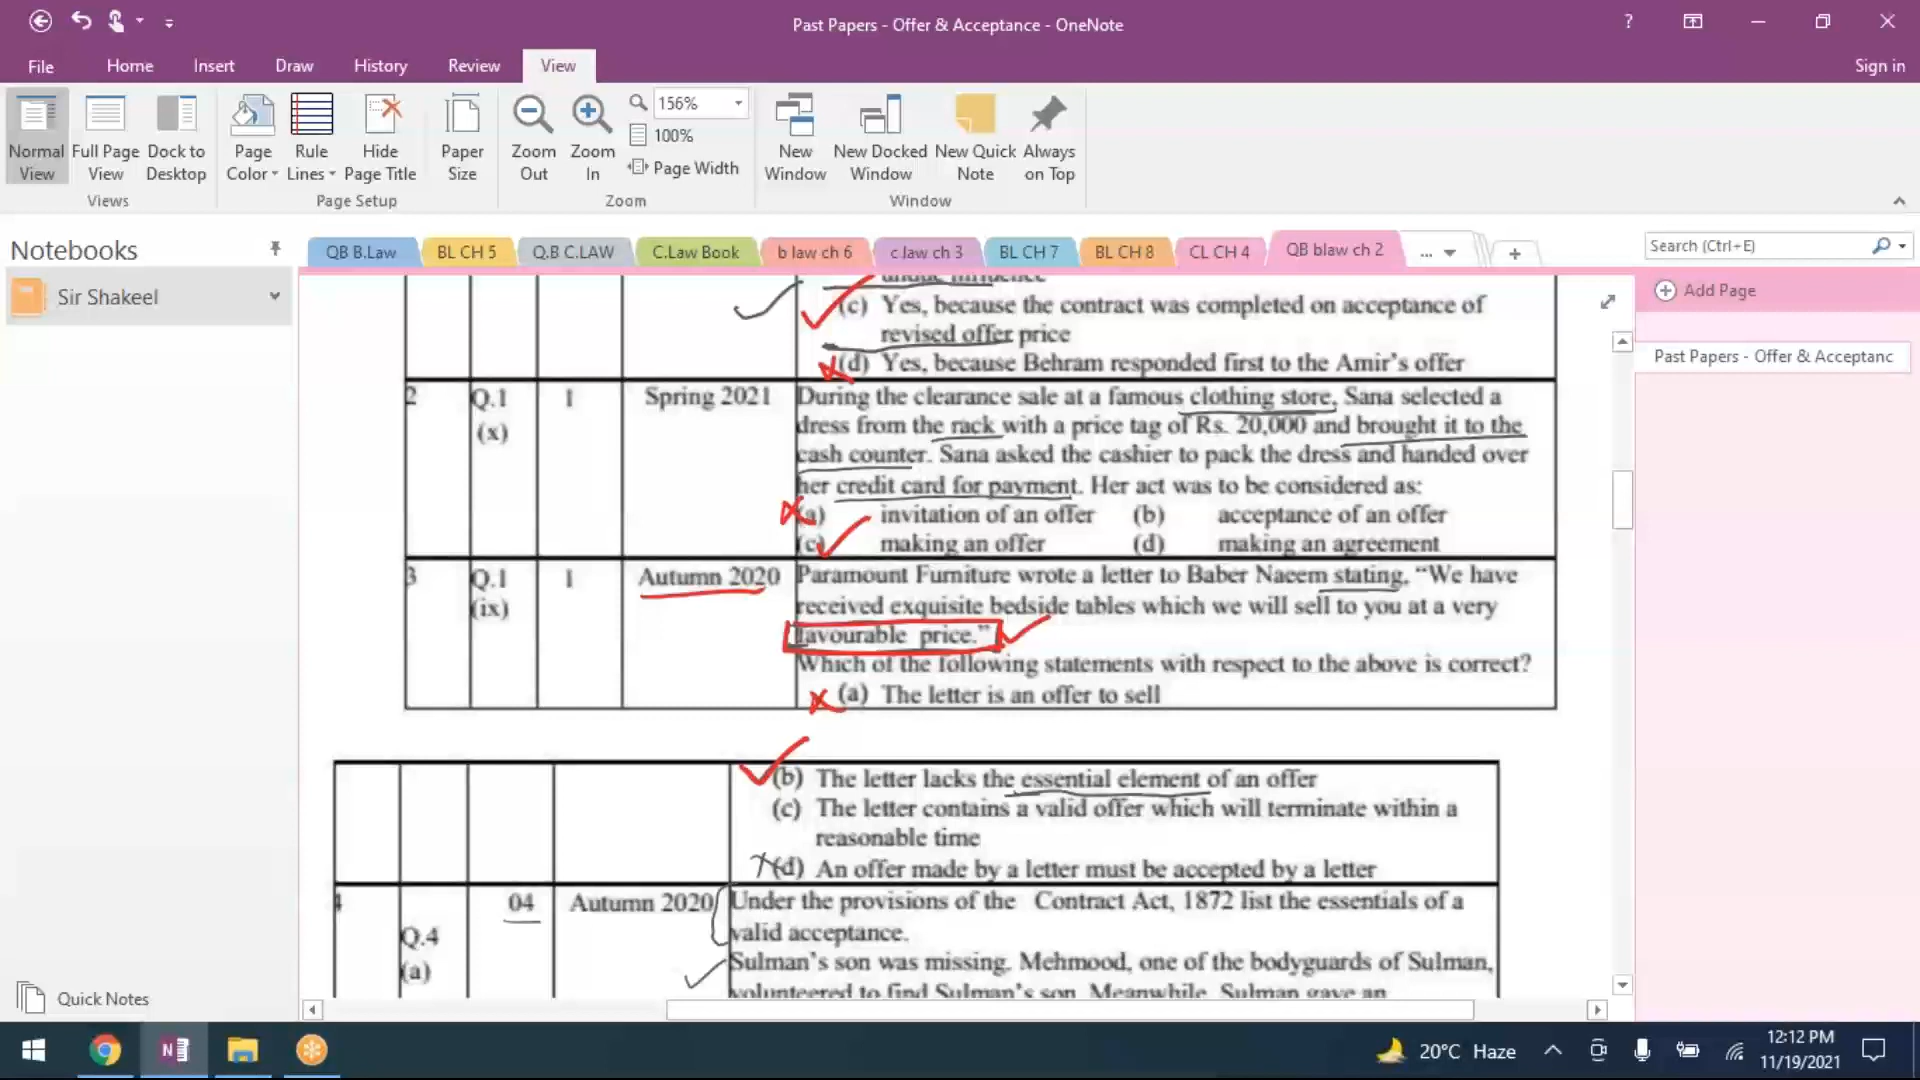 Past Papers - Offer & Acceptance - OneNote
?
File
Home
Insert
Draw
History
Review
View
Sign in
Normal View
Full Page View
Dock to Desktop
Page Color
Rule Lines
Hide Page Title
Paper Size
Zoom Out
Zoom In
156%
100%
Page Width
New Window
New Docked Window
New Quick Note
Always on Top
Views
Page Setup
Zoom
Window
Notebooks
QB B.Law
BL CH 5
Q.B C.LAW
C.Law Book
b law ch 6
c law ch 3
BL CH 7
BL CH 8
CL CH 4
QB blaw ch 2
...
Search (Ctrl+E)
Sir Shakeel
Add Page
Past Papers - Offer & Acceptanc
undue influence
(c) Yes, because the contract was completed on acceptance of
revised offer price
(d) Yes, because Behram responded first to the Amir's offer
2 Q.1 (x) 1 Spring 2021
During the clearance sale at a famous clothing store, Sana selected a
dress from the rack with a price tag of Rs. 20,000 and brought it to the
cash counter. Sana asked the cashier to pack the dress and handed over
her credit card for payment. Her act was to be considered as:
(a) invitation of an offer (b) acceptance of an offer
(c) making an offer (d) making an agreement
3 Q.1 (ix) 1 Autumn 2020
Paramount Furniture wrote a letter to Baber Naeem stating, "We have
received exquisite bedside tables which we will sell to you at a very
favourable price."
Which of the following statements with respect to the above is correct?
(a) The letter is an offer to sell
(b) The letter lacks the essential element of an offer
(c) The letter contains a valid offer which will terminate within a
reasonable time
(d) An offer made by a letter must be accepted by a letter
4 Q.4 (a) 04 Autumn 2020
Under the provisions of the Contract Act, 1872 list the essentials of a
valid acceptance.
Sulman's son was missing. Mehmood, one of the bodyguards of Sulman,
volunteered to find Sulman's son. Meanwhile, Sulman gave an
Quick Notes
20°C Haze
12:12 PM
11/19/2021